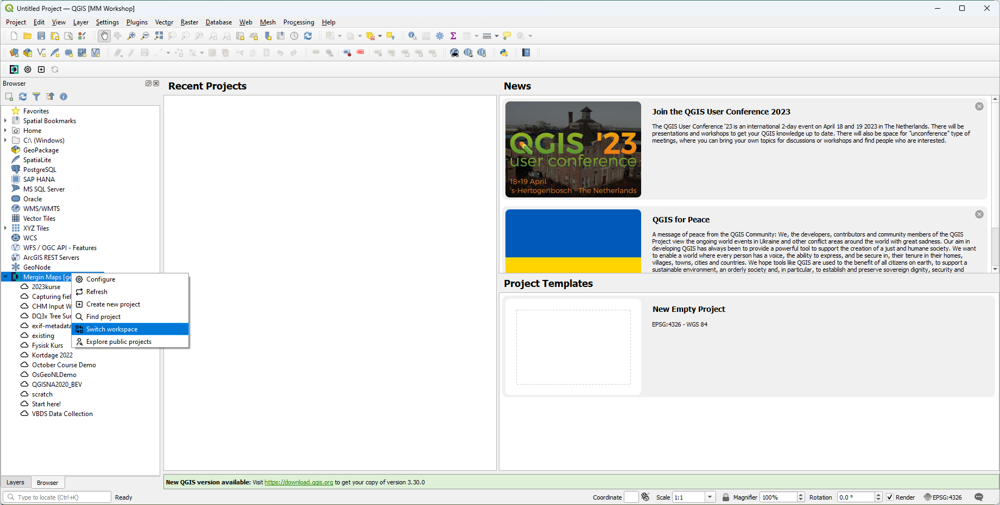 Untitled Project — QGIS [MM Workshop]
Project Edit View Layer Settings Plugins Vector Raster Database Web Mesh Processing Help
Browser
Favorites
Spatial Bookmarks
Home
C:\ (Windows)
GeoPackage
SpatiaLite
PostgreSQL
SAP HANA
MS SQL Server
Oracle
WMS/WMTS
Vector Tiles
XYZ Tiles
WCS
WFS / OGC API - Features
ArcGIS REST Servers
GeoNode
Mergin Maps [ge
2023kurse
Capturing fiel
CHM Input W
DQ3x Tree Sur
exif-metadata
existing
Fysisk Kurs
Kortdage 2022
October Course Demo
OsGeoNLDemo
QGISNA2020_BEV
scratch
Start here!
VBDS Data Collection
Configure
Refresh
Create new project
Find project
Switch workspace
Explore public projects
Layers
Browser
Recent Projects
News
QGIS '23
user conference
18+19 April
's-Hertogenbosch - The Netherlands
Join the QGIS User Conference 2023
The QGIS User Conference '23 is an international 2-day event on April 18 and 19 2023 in The Netherlands. There will be
presentations and workshops to get your QGIS knowledge up to date. There will also be space for "unconference" type of
meetings, where you can bring your own topics for discussions or workshops and find people who are interested.
QGIS for Peace
A message of peace from the QGIS Community: We, the developers, contributors and community members of the QGIS
Project view the ongoing world events in Ukraine and other conflict areas around the world with great sadness. Our aim in
developing QGIS has always been to provide a powerful tool to support the creation of a just and humane society. We want
to enable a world where every person has a voice, the ability to express, and be secure in, their tenure in their homes,
villages, towns, cities and countries. We hope tools like QGIS are used to the benefit of all citizens on earth, to support a
sustainable environment, an orderly society and, in particular, to establish and preserve sovereign dignity, security and
Project Templates
New Empty Project
EPSG:4326 - WGS 84
New QGIS version available: Visit https://download.qgis.org to get your copy of version 3.30.0
Type to locate (Ctrl+K)
Ready
Coordinate
Scale 1:1
Magnifier 100%
Rotation 0.0 °
Render
EPSG:4326